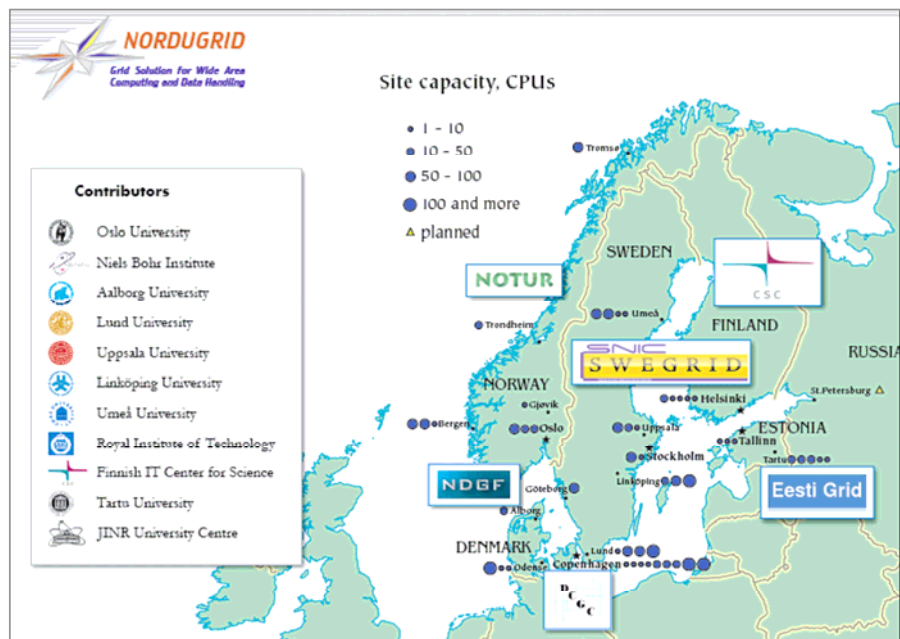 NORDUGRID
Grid Solution for Wide Area
Computing and Data Handling
Site capacity, CPUs
1 - 10
10 - 50
50 - 100
100 and more
planned
Contributors
Oslo University
Niels Bohr Institute
Aalborg University
Lund University
Uppsala University
Linköping University
Umeå University
Royal Institute of Technology
Finnish IT Center for Science
Tartu University
JINR University Centre
Tromsø
SWEDEN
NOTUR
CSC
Umeå
Trondheim
FINLAND
SNIC
SWEGRID
RUSSIA
NORWAY
St.Petersburg
Helsinki
Gjøvik
Bergen
Oslo
Uppsala
ESTONIA
Tallinn
Stockholm
Tartu
NDGF
Göteborg
Linköping
Eesti Grid
Alborg
DENMARK
Lund
Odense
Copenhagen
DCGC